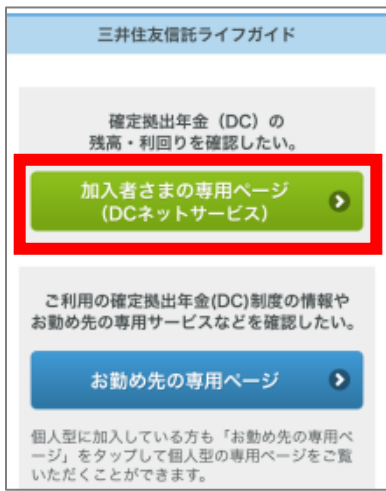 三井住友信託ライフガイド
確定拠出年金（DC）の
残高・利回りを確認したい。
加入者さまの専用ページ
（DCネットサービス）
ご利用の確定拠出年金(DC)制度の情報や
お勤め先の専用サービスなどを確認したい。
お勤め先の専用ページ
個人型に加入している方も「お勤め先の専用ペ
ージ」をタップして個人型の専用ページをご覧
いただくことができます。